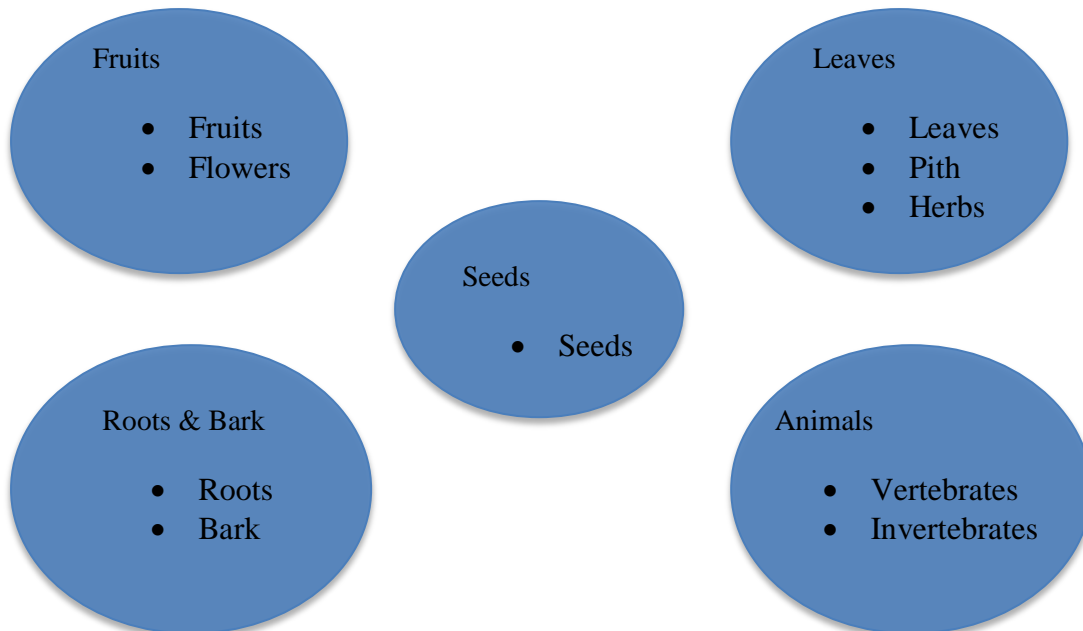 Fruits
• Fruits
• Flowers
Leaves
• Leaves
• Pith
• Herbs
Seeds
• Seeds
Roots & Bark
• Roots
• Bark
Animals
• Vertebrates
• Invertebrates